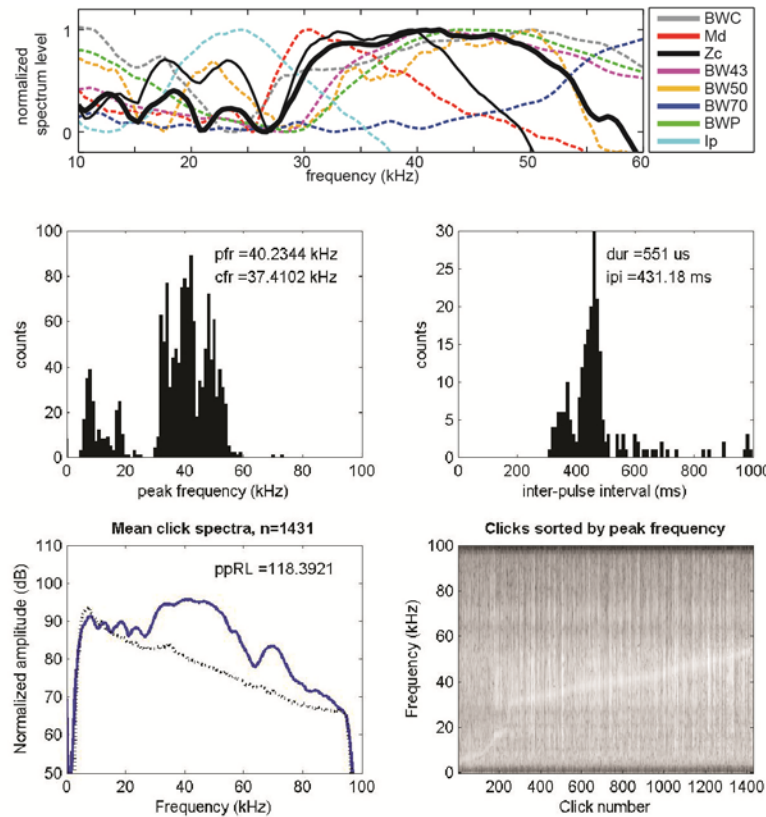 normalized
spectrum level
1
0
10 20 30 40 50 60
frequency (kHz)
BWC
Md
Zc
BW43
BW50
BW70
BWP
Ip
100
80
60
40
20
0
0 20 40 60 80 100
counts
peak frequency (kHz)
pfr =40.2344 kHz
cfr =37.4102 kHz
30
25
20
15
10
5
0
0 200 400 600 800 1000
counts
inter-pulse interval (ms)
dur =551 us
ipi =431.18 ms
Mean click spectra, n=1431
110
100
90
80
70
60
50
0 20 40 60 80 100
Normalized amplitude (dB)
Frequency (kHz)
ppRL =118.3921
Clicks sorted by peak frequency
100
80
60
40
20
0
200 400 600 800 1000 1200 1400
Frequency (kHz)
Click number